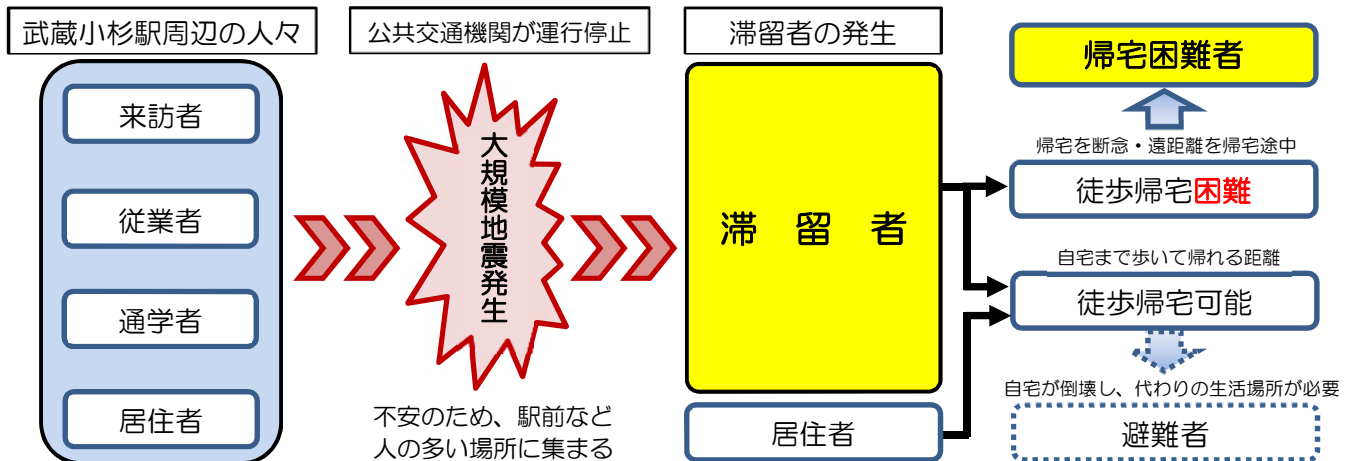 武蔵小杉駅周辺の人々
来訪者
従業者
通学者
居住者
公共交通機関が運行停止
大規模地震発生
不安のため、駅前など
人の多い場所に集まる
滞留者の発生
滞留者
居住者
帰宅困難者
帰宅を断念・遠距離を帰宅途中
徒歩帰宅困難
自宅まで歩いて帰れる距離
徒歩帰宅可能
自宅が倒壊し、代わりの生活場所が必要
避難者